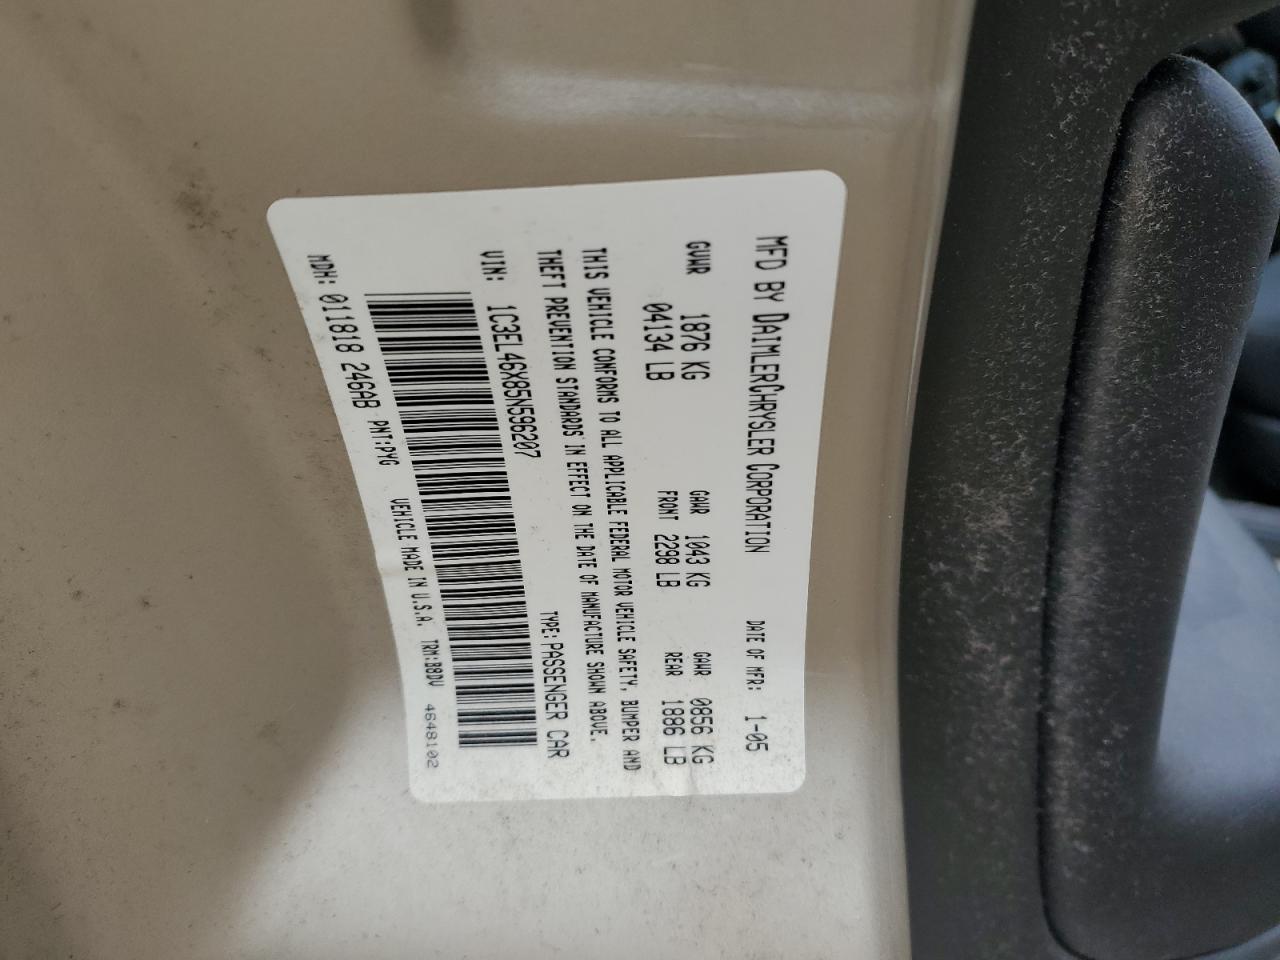 MFD BY DAIMLERCHRYSLER CORPORATION DATE OF MFR: 1-05
GVWR 1876 KG GAWR 1043 KG GAWR 0856 KG
04134 LB FRONT 2298 LB REAR 1886 LB
THIS VEHICLE CONFORMS TO ALL APPLICABLE FEDERAL MOTOR VEHICLE SAFETY, BUMPER AND
THEFT PREVENTION STANDARDS IN EFFECT ON THE DATE OF MANUFACTURE SHOWN ABOVE.
VIN: 1C3EL46X85N596207 TYPE: PASSENGER CAR
MDH: 011818 246AB PNT:PYG VEHICLE MADE IN U.S.A. TRM:B8DV 4648102